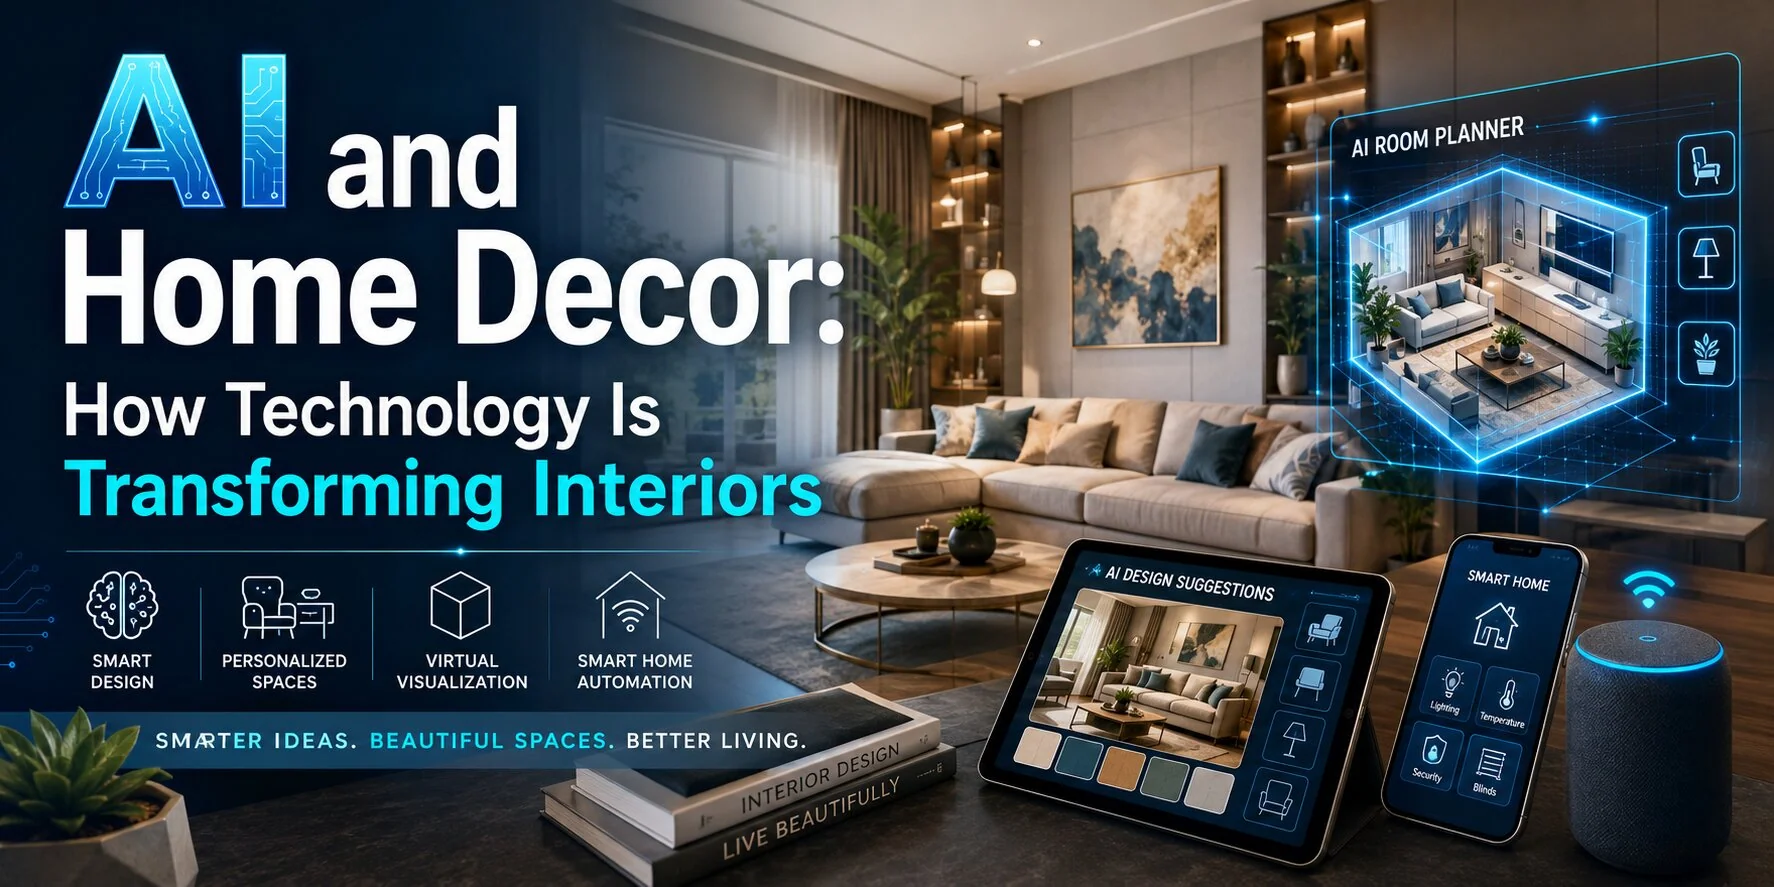 AI and
Home Decor:
How Technology Is
Transforming Interiors
SMART
DESIGN
PERSONALIZED
SPACES
VIRTUAL
VISUALIZATION
SMART HOME
AUTOMATION
SMARTER IDEAS. BEAUTIFUL SPACES. BETTER LIVING.
INTERIOR DESIGN
LIVE BEAUTIFULLY
AI ROOM PLANNER
AI DESIGN SUGGESTIONS
SMART HOME
Lighting
Temperature
Security
Blinds